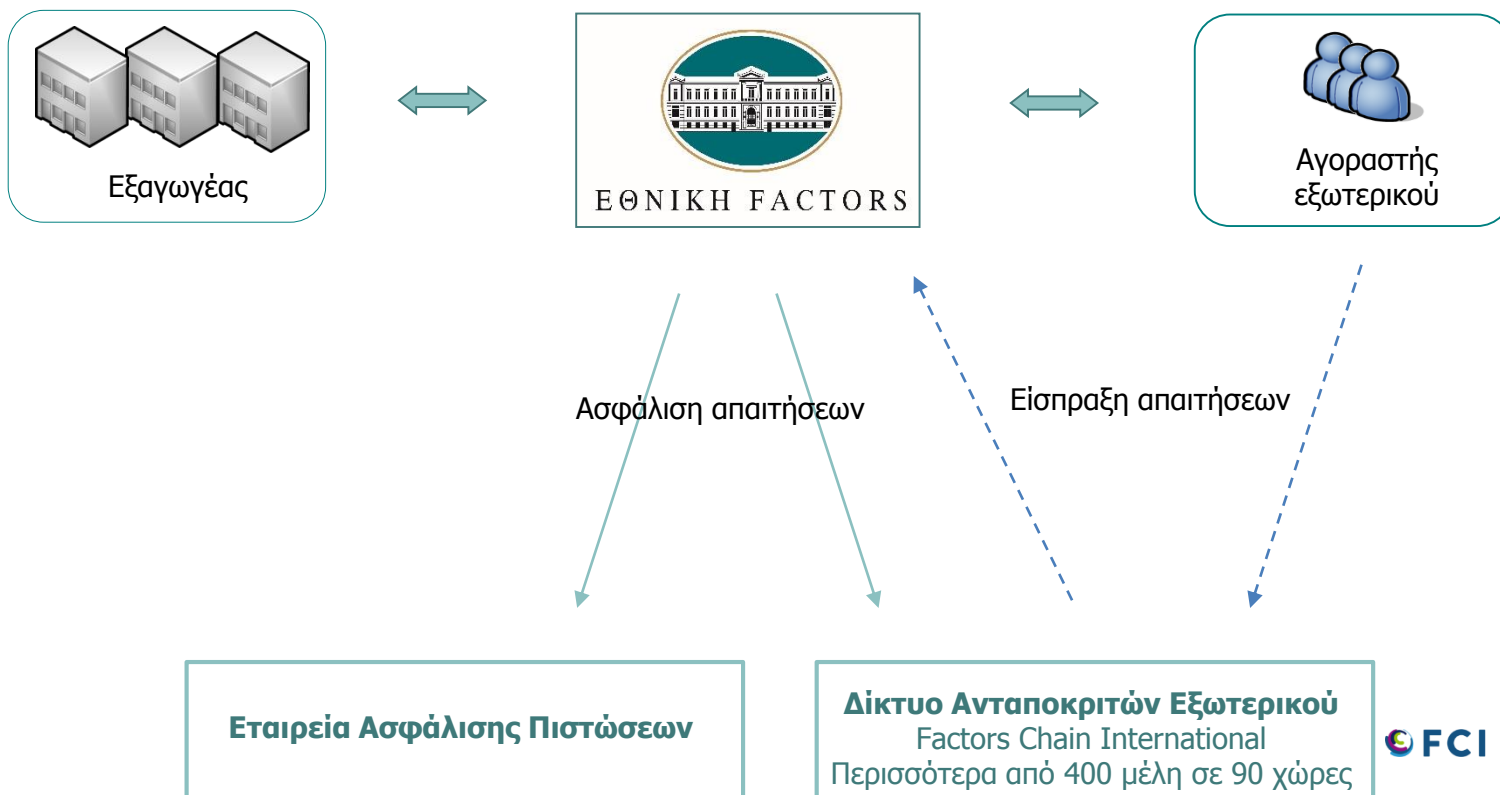 Εξαγωγέας
ΕΘΝΙΚΗ FACTORS
Αγοραστής
εξωτερικού
Ασφάλιση απαιτήσεων
Είσπραξη απαιτήσεων
Εταιρεία Ασφάλισης Πιστώσεων
Δίκτυο Ανταποκριτών Εξωτερικού
Factors Chain International
Περισσότερα από 400 μέλη σε 90 χώρες
FCI